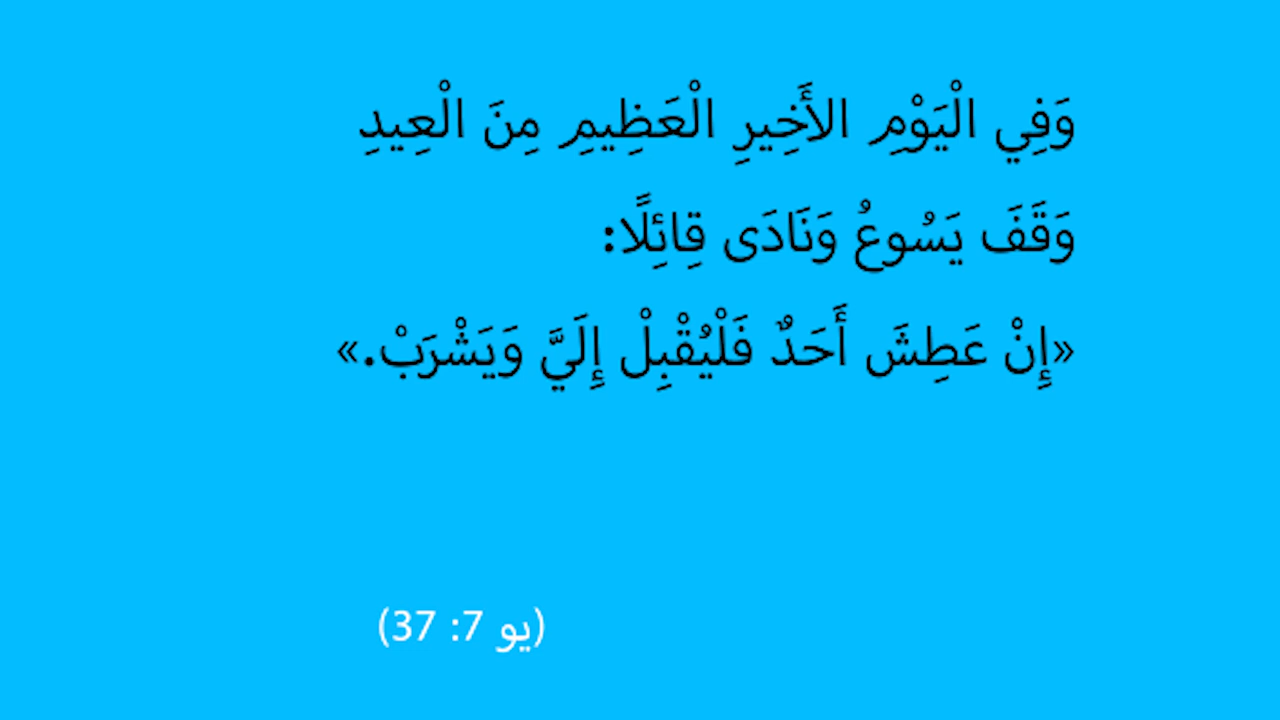 وَفِي الْيَوْمِ الأَخِيرِ الْعَظِيمِ مِنَ الْعِيدِ
وَقَفَ يَسُوعُ وَنَادَى قِائِلًا:
«إِنْ عَطِشَ أَحَدٌ فَلْيُقْبِلْ إِلَيَّ وَيَشْرَبْ.»
(يو 7: 37)